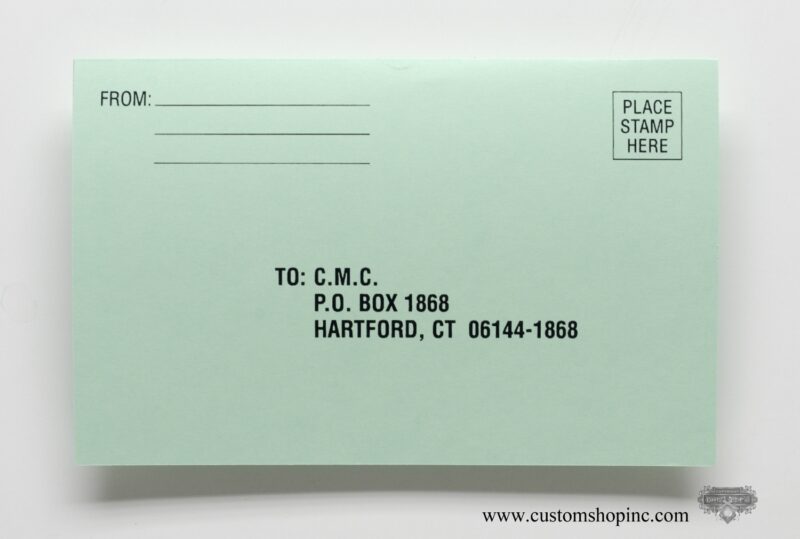 FROM:
PLACE
STAMP
HERE
TO: C.M.C.
P.O. BOX 1868
HARTFORD, CT 06144-1868
www.customshopinc.com